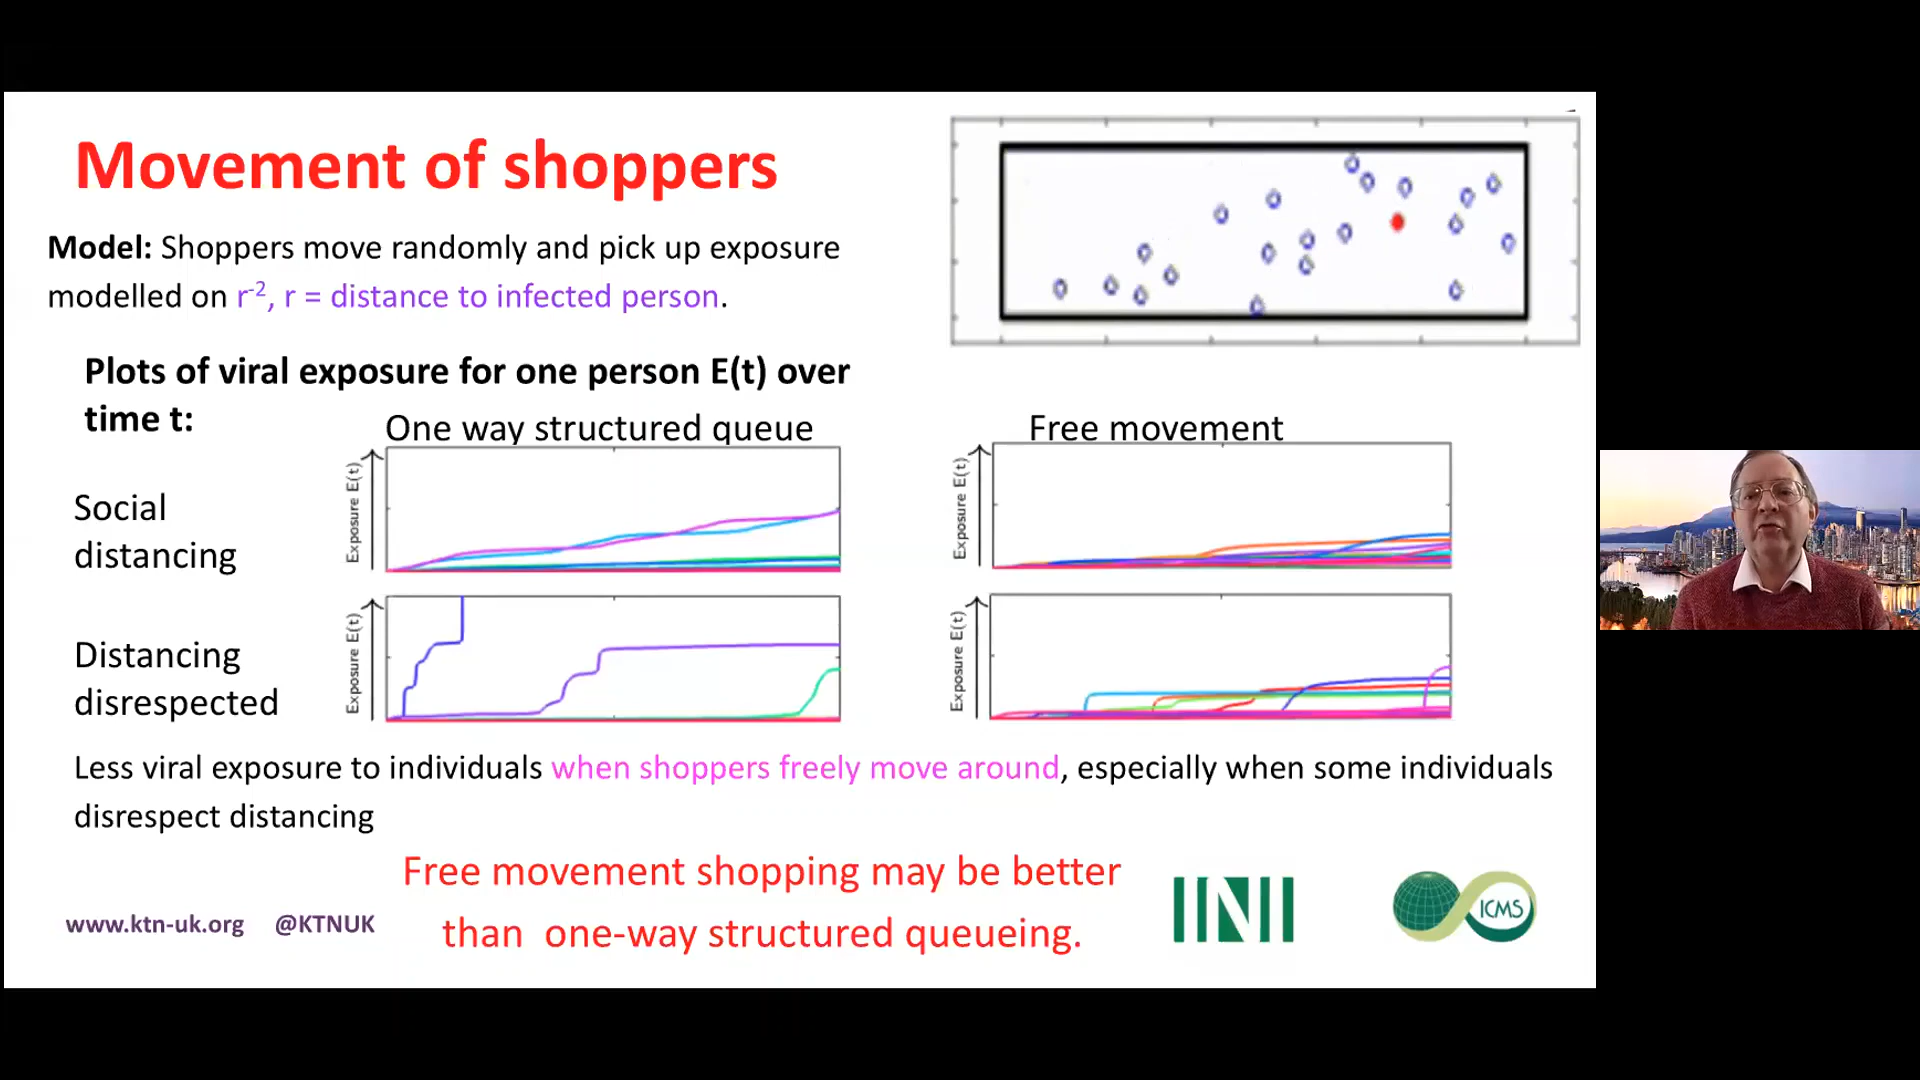 Movement of shoppers
Model: Shoppers move randomly and pick up exposure
modelled on r⁻², r = distance to infected person.
Plots of viral exposure for one person E(t) over
time t:
One way structured queue
Free movement
Social
distancing
Exposure E(t)
Exposure E(t)
Distancing
disrespected
Exposure E(t)
Exposure E(t)
Less viral exposure to individuals when shoppers freely move around, especially when some individuals
disrespect distancing
Free movement shopping may be better
than one-way structured queueing.
www.ktn-uk.org @KTNUK
INI
ICMS